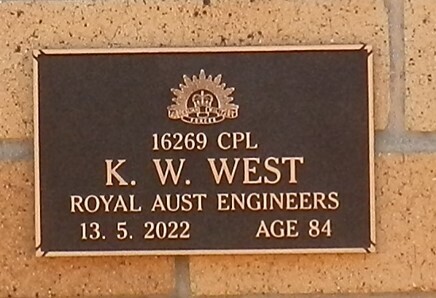 16269 CPL
K. W. WEST
ROYAL AUST ENGINEERS
13. 5. 2022 AGE 84